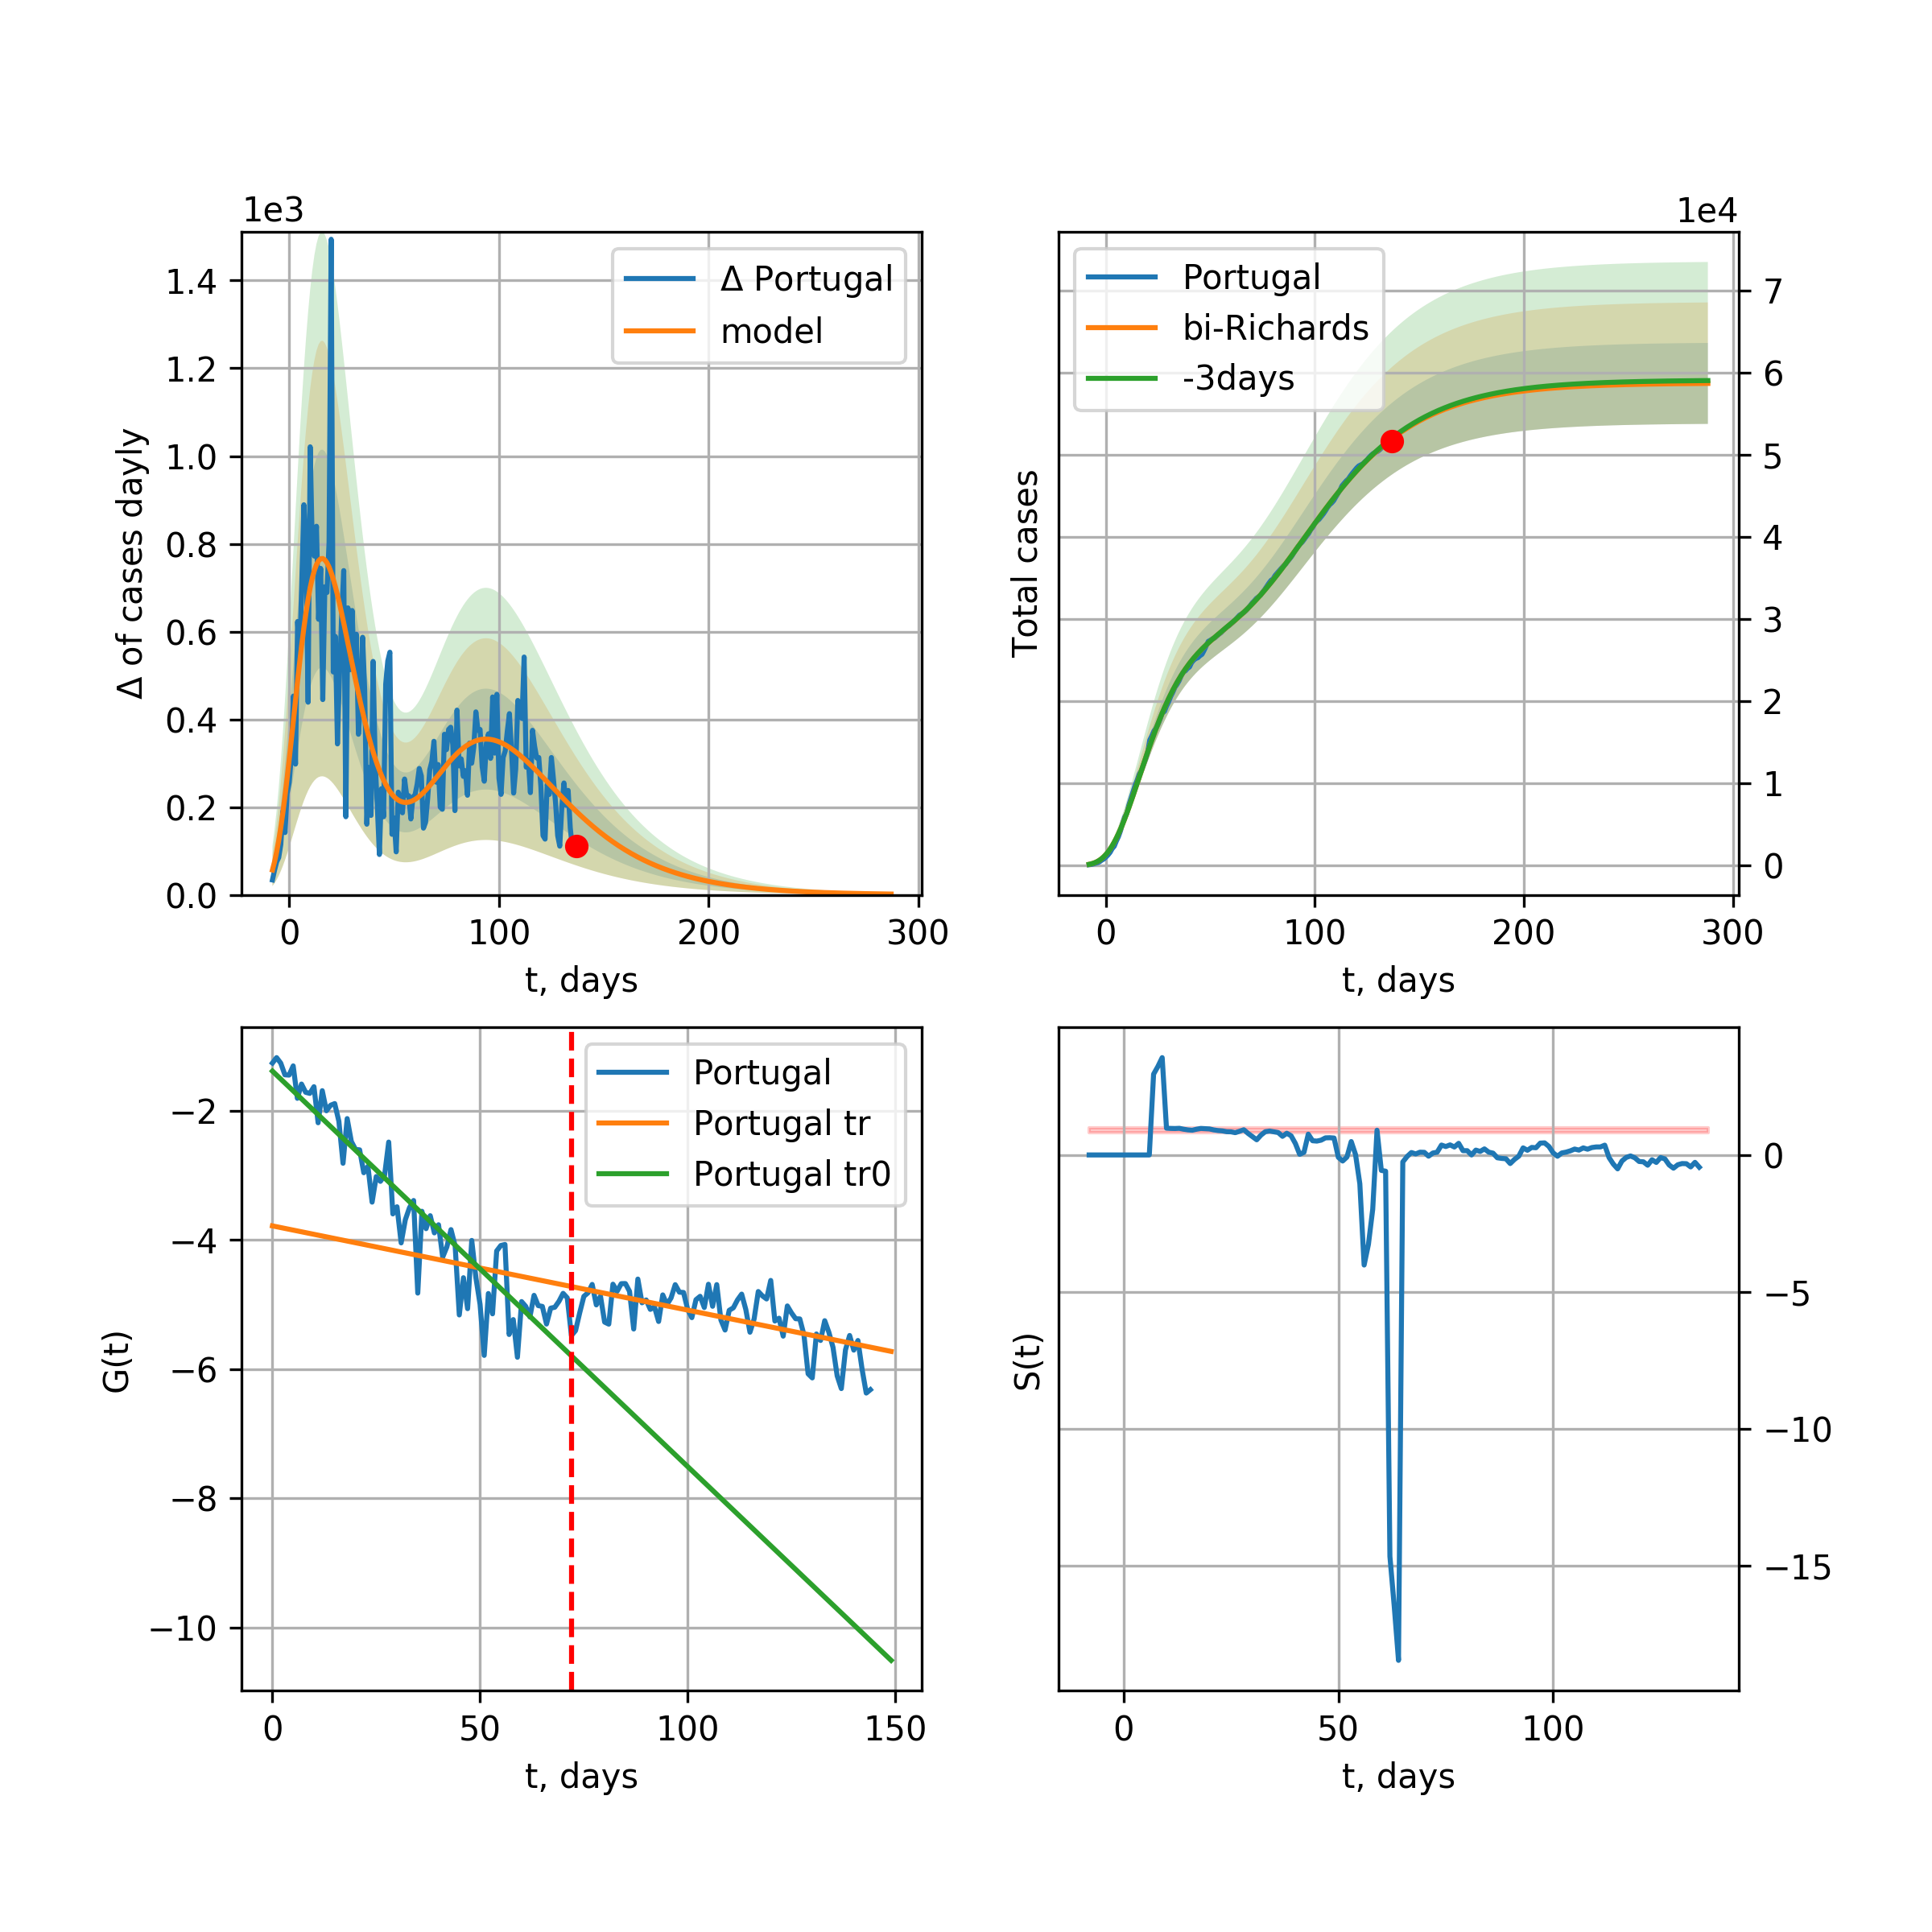 1e3
Δ of cases dayly
1.4
1.2
1.0
0.8
0.6
0.4
0.2
0.0
0 100 200 300
t, days
Δ Portugal
model
1e4
Total cases
7
6
5
4
3
2
1
0
0 100 200 300
t, days
Portugal
bi-Richards
-3days
G(t)
−2
−4
−6
−8
−10
0 50 100 150
t, days
Portugal
Portugal tr
Portugal tr0
S(t)
0
−5
−10
−15
0 50 100
t, days